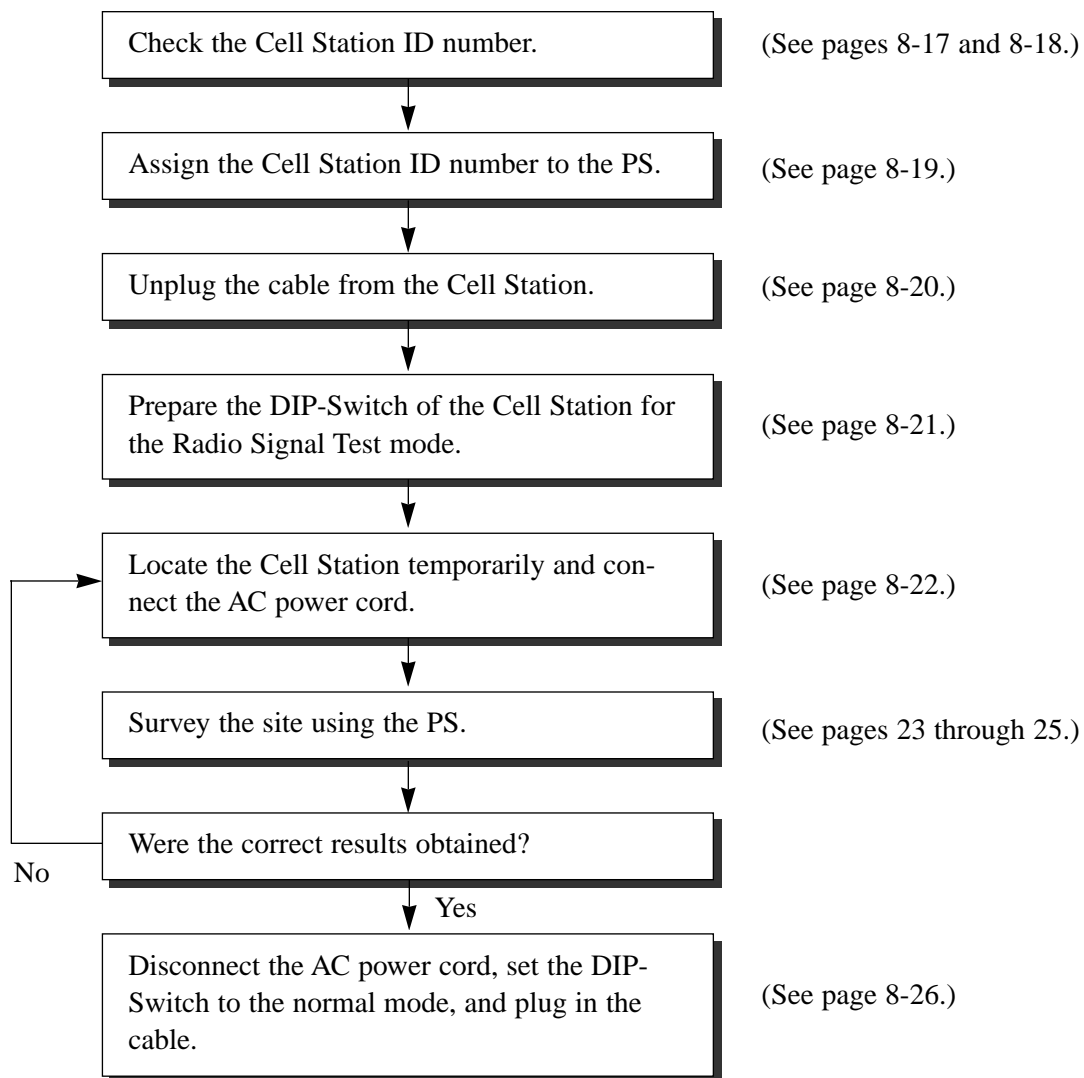 Check the Cell Station ID number.
(See pages 8-17 and 8-18.)
Assign the Cell Station ID number to the PS.
(See page 8-19.)
Unplug the cable from the Cell Station.
(See page 8-20.)
Prepare the DIP-Switch of the Cell Station for
the Radio Signal Test mode.
(See page 8-21.)
Locate the Cell Station temporarily and con-
nect the AC power cord.
(See page 8-22.)
Survey the site using the PS.
(See pages 23 through 25.)
Were the correct results obtained?
No
Yes
Disconnect the AC power cord, set the DIP-
Switch to the normal mode, and plug in the
cable.
(See page 8-26.)